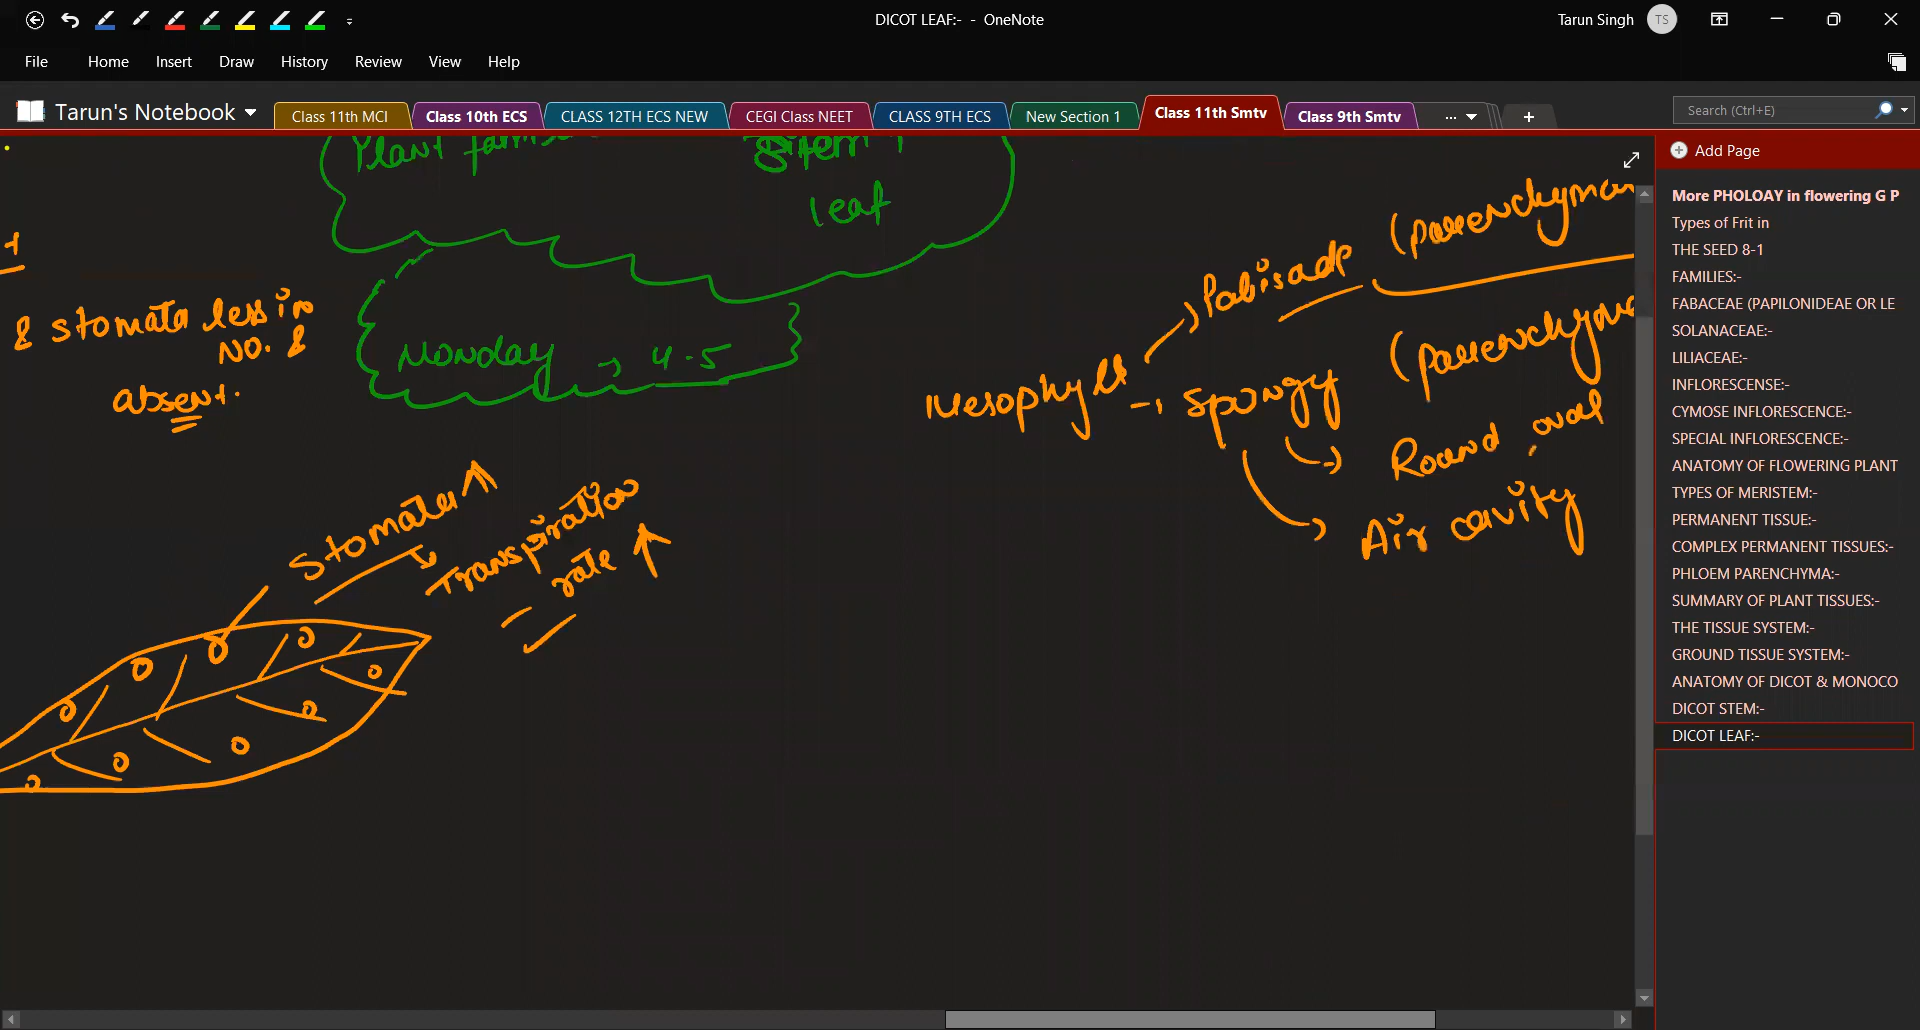 DICOT LEAF:- - OneNote
Tarun Singh
TS
File Home Insert Draw History Review View Help
Tarun's Notebook
Class 11th MCI
Class 10th ECS
CLASS 12TH ECS NEW
CEGI Class NEET
CLASS 9TH ECS
New Section 1
Class 11th Smtv
Class 9th Smtv
...
+
Search (Ctrl+E)
Plant
Stem
leaf
& stomata less in
No. &
absent.
Monday → 4-5
Stomata ↑
Transpiration
rate ↑
Mesophyll
→ Palisade (parenchyma
→ Spongy (parenchyma
→ Round, oval
→ Air cavity
Add Page
More PHOLOAY in flowering G P
Types of Frit in
THE SEED 8-1
FAMILIES:-
FABACEAE (PAPILONIDEAE OR LE
SOLANACEAE:-
LILIACEAE:-
INFLORESCENSE:-
CYMOSE INFLORESCENCE:-
SPECIAL INFLORESCENCE:-
ANATOMY OF FLOWERING PLANT
TYPES OF MERISTEM:-
PERMANENT TISSUE:-
COMPLEX PERMANENT TISSUES:-
PHLOEM PARENCHYMA:-
SUMMARY OF PLANT TISSUES:-
THE TISSUE SYSTEM:-
GROUND TISSUE SYSTEM:-
ANATOMY OF DICOT & MONOCO
DICOT STEM:-
DICOT LEAF:-